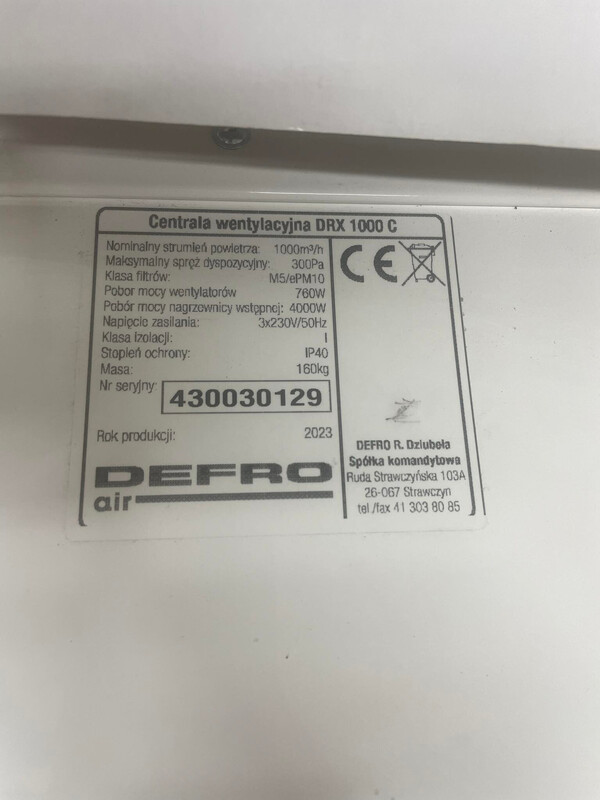 Centrala wentylacyjna DRX 1000 C
Nominalny strumień powietrza: 1000m³/h
Maksymalny spręż dyspozycyjny: 300Pa
Klasa filtrów: M5/ePM10
Pobor mocy wentylatorów 760W
Pobór mocy nagrzewnicy wstępnej: 4000W
Napięcie zasilania: 3x230V/50Hz
Klasa izolacji: I
Stopień ochrony: IP40
Masa: 160kg
Nr seryjny: 430030129
Rok produkcji: 2023
DEFRO
air
CE
DEFRO R. Dziubeła
Spółka komandytowa
Ruda Strawczyńska 103A
26-067 Strawczyn
tel./fax 41 303 80 85